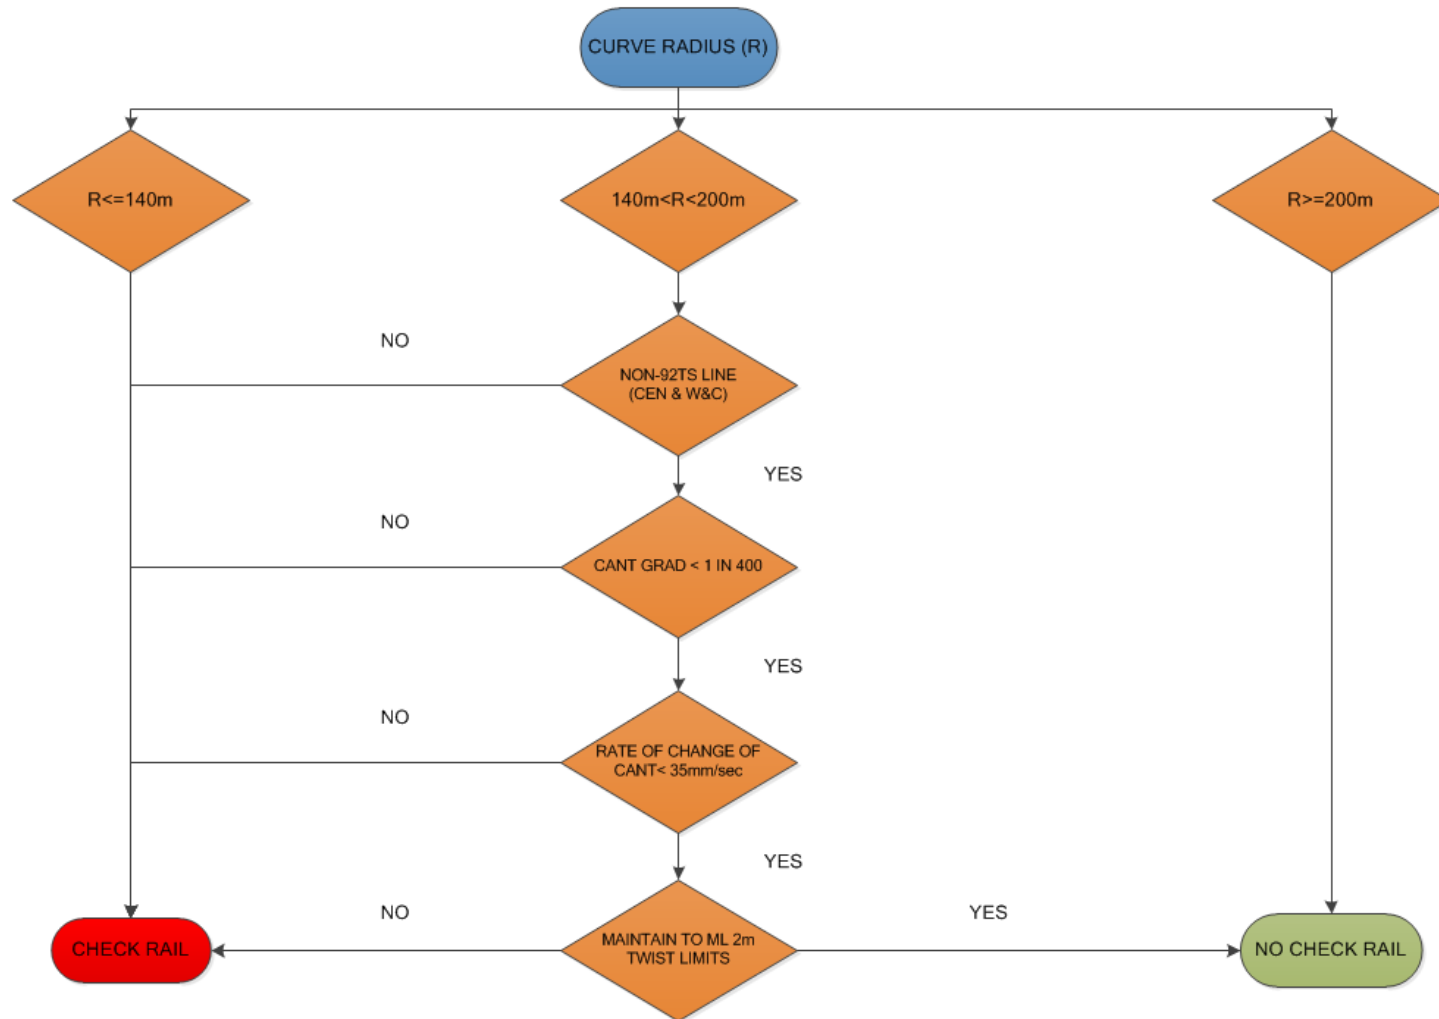 CURVE RADIUS (R)
R<=140m
140m<R<200m
R>=200m
NO
NON-92TS LINE
(CEN & W&C)
YES
NO
CANT GRAD < 1 IN 400
YES
NO
RATE OF CHANGE OF
CANT< 35mm/sec
YES
NO
YES
CHECK RAIL
MAINTAIN TO ML 2m
TWIST LIMITS
NO CHECK RAIL